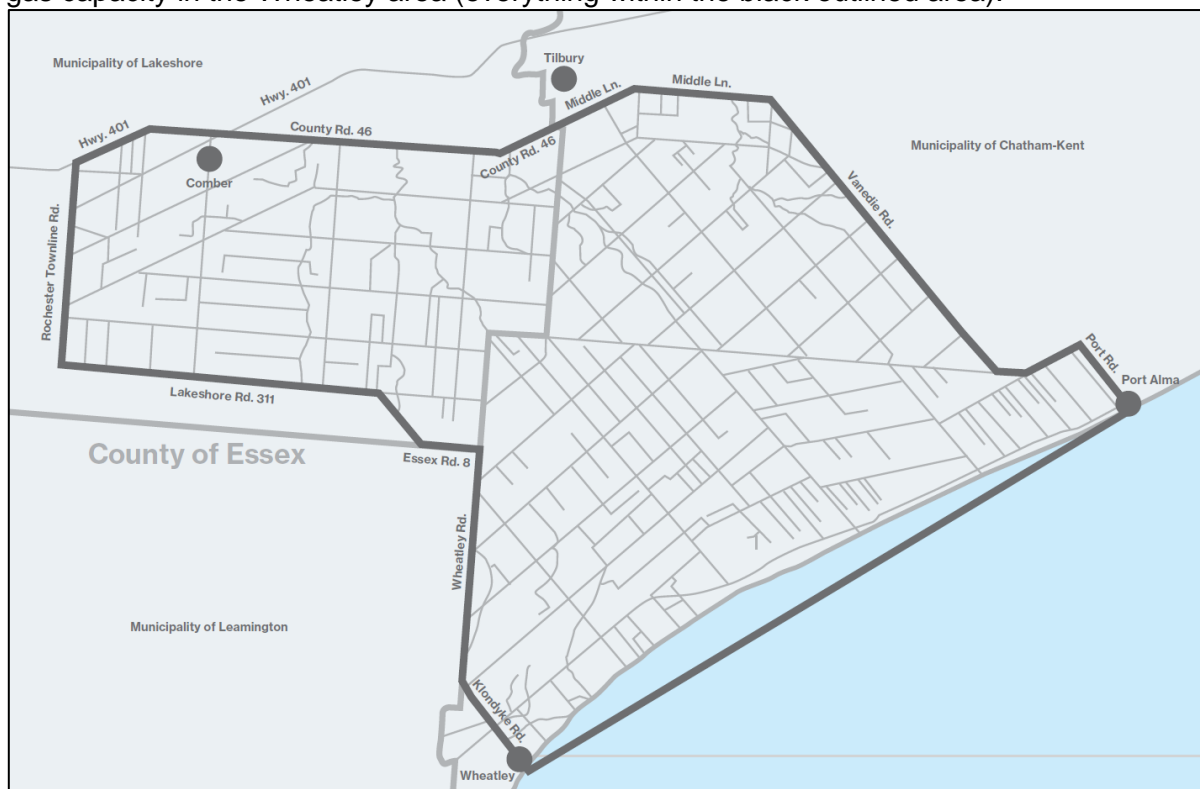 gas capacity in the Wheatley area (everything within the black outlined area).
Municipality of Lakeshore
Tilbury
Hwy. 401
Middle Ln.
Middle Ln.
Hwy. 401
County Rd. 46
County Rd. 46
Municipality of Chatham-Kent
Comber
Vanedie Rd.
Rochester Townline Rd.
Port Rd.
Port Alma
Lakeshore Rd. 311
County of Essex
Essex Rd. 8
Wheatley Rd.
Municipality of Leamington
Klondyke Rd.
Wheatley